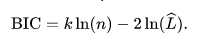 BIC = k ln(n) − 2 ln(L̂).